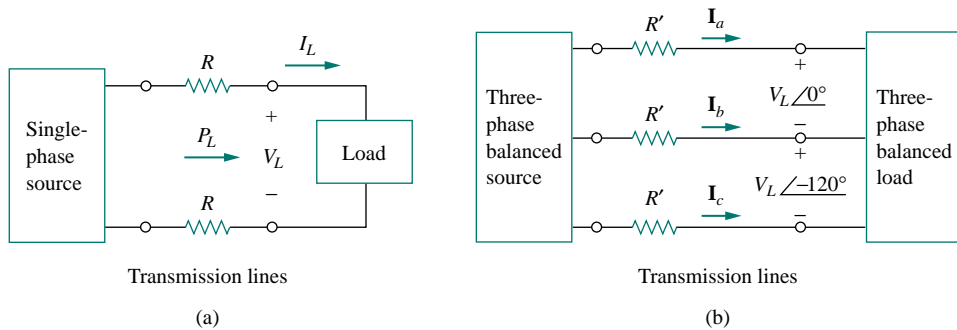 R
I_L
Single-
phase
source
P_L
+
V_L
−
Load
R
Transmission lines
(a)
R′
I_a
+
Three-
phase
balanced
source
V_L ∠0°
R′
I_b
−
+
Three-
phase
balanced
load
V_L ∠−120°
R′
I_c
−
Transmission lines
(b)